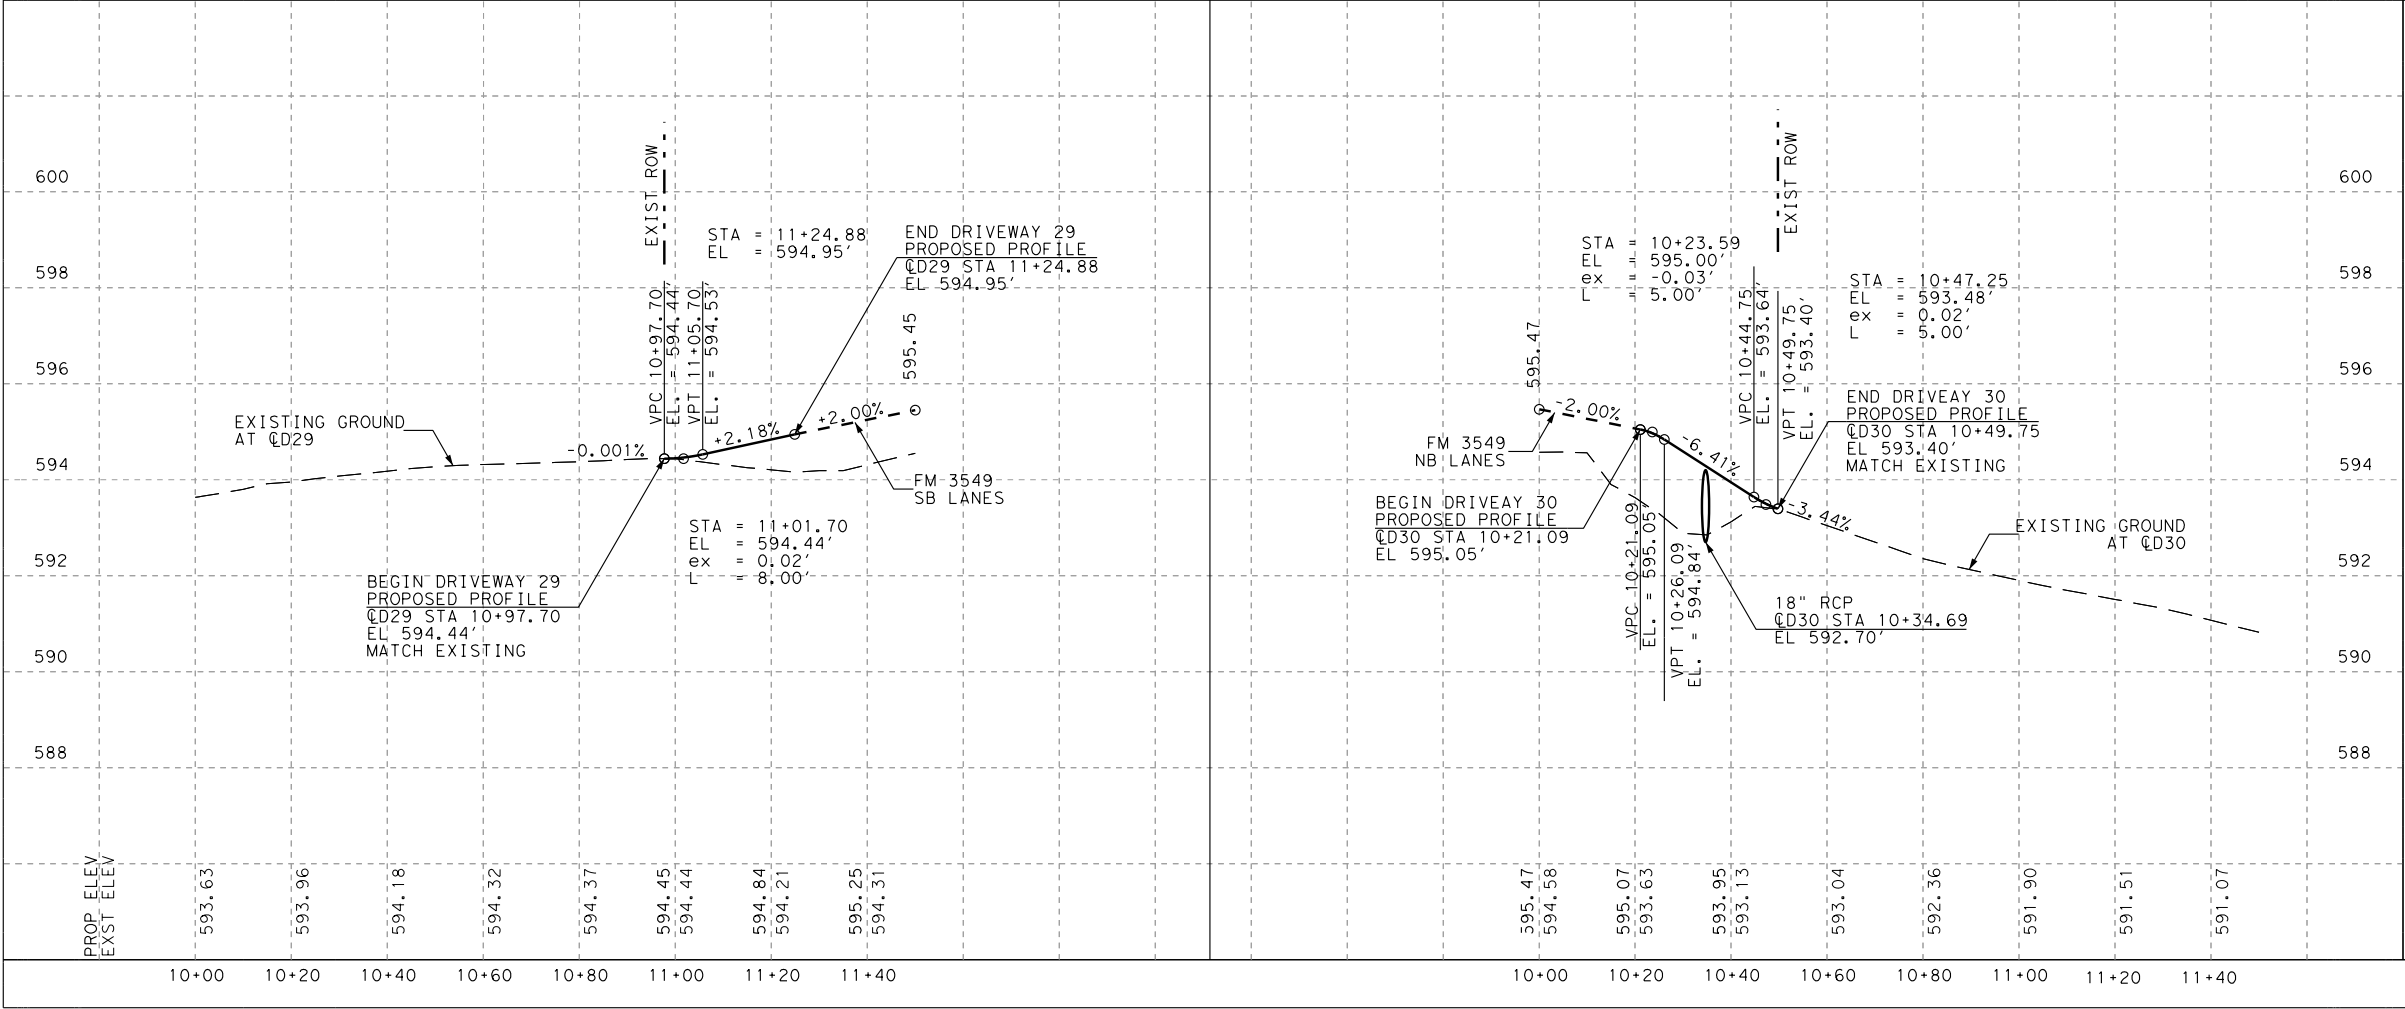 600
598
596
594
592
590
588
EXIST ROW
STA = 11+24.88
EL = 594.95'
END DRIVEWAY 29
PROPOSED PROFILE
℄D29 STA 11+24.88
EL 594.95'
VPC 10+97.70
EL. = 594.44'
VPT 11+05.70
EL. = 594.53'
595.45
EXISTING GROUND
AT ℄D29
-0.001%
+2.18%
+2.00%
FM 3549
SB LANES
STA = 11+01.70
EL = 594.44'
ex = 0.02'
L = 8.00'
BEGIN DRIVEWAY 29
PROPOSED PROFILE
℄D29 STA 10+97.70
EL 594.44'
MATCH EXISTING
PROP ELEV
EXST ELEV
593.63
593.96
594.18
594.32
594.37
594.45
594.44
594.84
594.21
595.25
594.31
10+00 10+20 10+40 10+60 10+80 11+00 11+20 11+40
EXIST ROW
STA = 10+23.59
EL = 595.00'
ex = -0.03'
L = 5.00'
STA = 10+47.25
EL = 593.48'
ex = 0.02'
L = 5.00'
595.47
VPC 10+44.75
EL. = 593.64'
VPT 10+49.75
EL. = 593.40'
-2.00%
-6.41%
-3.44%
FM 3549
NB LANES
END DRIVEAY 30
PROPOSED PROFILE
℄D30 STA 10+49.75
EL 593.40'
MATCH EXISTING
BEGIN DRIVEAY 30
PROPOSED PROFILE
℄D30 STA 10+21.09
EL 595.05'
VPC 10+21.09
EL. = 595.05'
VPT 10+26.09
EL. = 594.84'
EXISTING GROUND
AT ℄D30
18" RCP
℄D30 STA 10+34.69
EL 592.70'
600
598
596
594
592
590
588
595.47
594.58
595.07
593.63
593.95
593.13
593.04
592.36
591.90
591.51
591.07
10+00 10+20 10+40 10+60 10+80 11+00 11+20 11+40